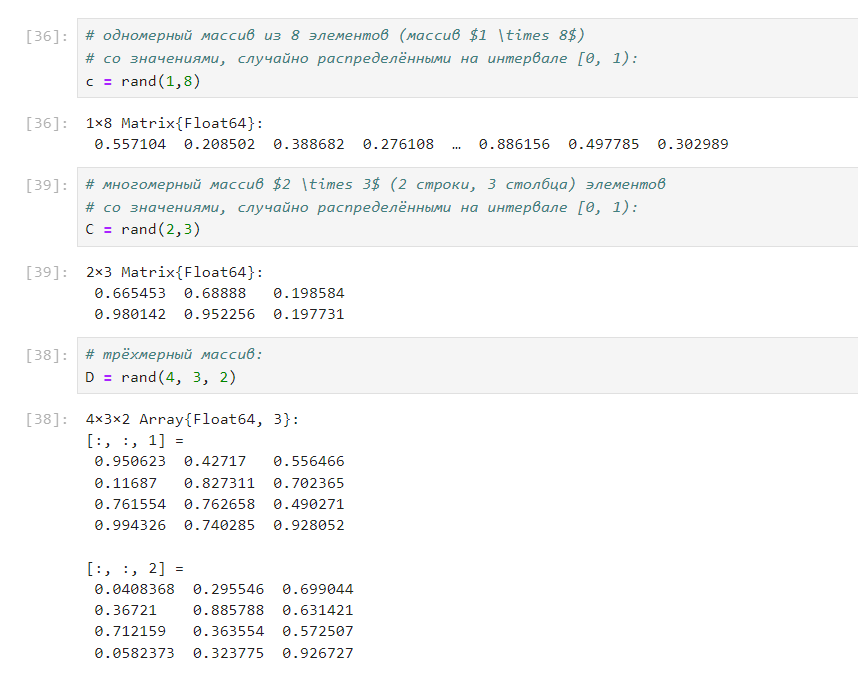 [36]: # одномерный массив из 8 элементов (массив $1 \times 8$)
# со значениями, случайно распределёнными на интервале [0, 1):
c = rand(1,8)
[36]: 1×8 Matrix{Float64}:
0.557104 0.208502 0.388682 0.276108 … 0.886156 0.497785 0.302989
[39]: # многомерный массив $2 \times 3$ (2 строки, 3 столбца) элементов
# со значениями, случайно распределёнными на интервале [0, 1):
C = rand(2,3)
[39]: 2×3 Matrix{Float64}:
0.665453 0.68888 0.198584
0.980142 0.952256 0.197731
[38]: # трёхмерный массив:
D = rand(4, 3, 2)
[38]: 4×3×2 Array{Float64, 3}:
[:, :, 1] =
0.950623 0.42717 0.556466
0.11687 0.827311 0.702365
0.761554 0.762658 0.490271
0.994326 0.740285 0.928052
[:, :, 2] =
0.0408368 0.295546 0.699044
0.36721 0.885788 0.631421
0.712159 0.363554 0.572507
0.0582373 0.323775 0.926727